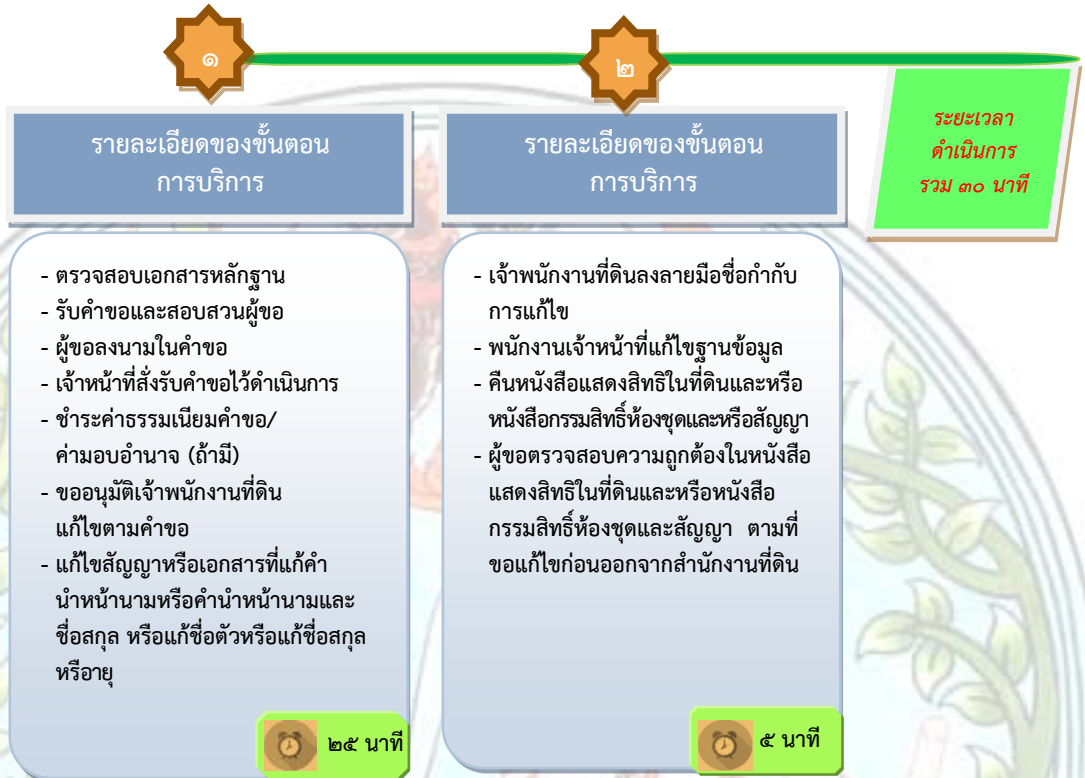 ๑
รายละเอียดของขั้นตอน
การบริการ
- ตรวจสอบเอกสารหลักฐาน
- รับคำขอและสอบสวนผู้ขอ
- ผู้ขอลงนามในคำขอ
- เจ้าหน้าที่สั่งรับคำขอไว้ดำเนินการ
- ชำระค่าธรรมเนียมคำขอ/
ค่ามอบอำนาจ (ถ้ามี)
- ขออนุมัติเจ้าพนักงานที่ดิน
แก้ไขตามคำขอ
- แก้ไขสัญญาหรือเอกสารที่แก้คำ
นำหน้านามหรือคำนำหน้านามและ
ชื่อสกุล หรือแก้ชื่อตัวหรือแก้ชื่อสกุล
หรือายุ
๒๕ นาที
๒
รายละเอียดของขั้นตอน
การบริการ
- เจ้าพนักงานที่ดินลงลายมือชื่อกำกับ
การแก้ไข
- พนักงานเจ้าหน้าที่แก้ไขฐานข้อมูล
- คืนหนังสือแสดงสิทธิในที่ดินและหรือ
หนังสือกรรมสิทธิ์ห้องชุดและหรือสัญญา
- ผู้ขอตรวจสอบความถูกต้องในหนังสือ
แสดงสิทธิในที่ดินและหรือหนังสือ
กรรมสิทธิ์ห้องชุดและสัญญา ตามที่
ขอแก้ไขก่อนออกจากสำนักงานที่ดิน
๕ นาที
ระยะเวลา
ดำเนินการ
รวม ๓๐ นาที